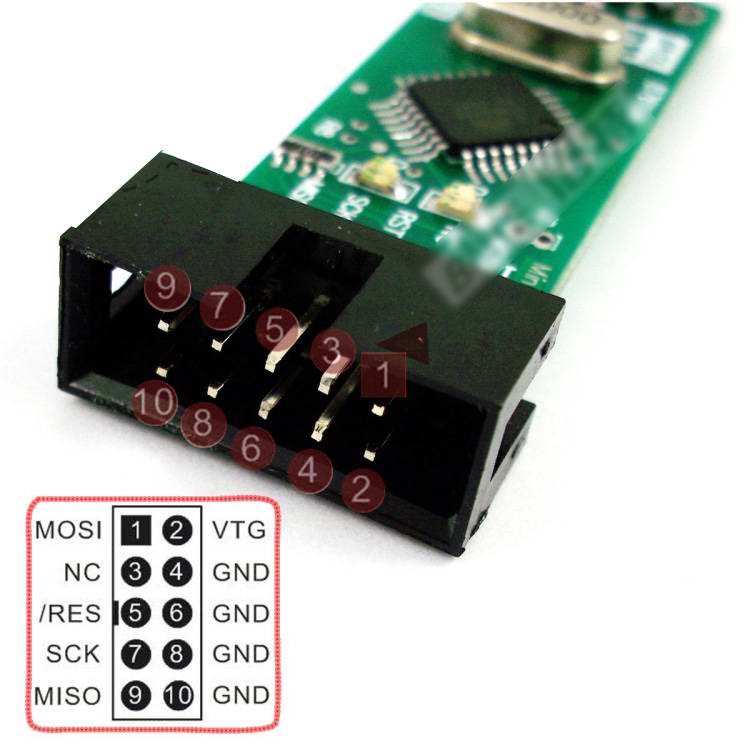 9 7 5 3 1
10 8 6 4 2
RST
MOSI 1 2 VTG
NC 3 4 GND
/RES 5 6 GND
SCK 7 8 GND
MISO 9 10 GND